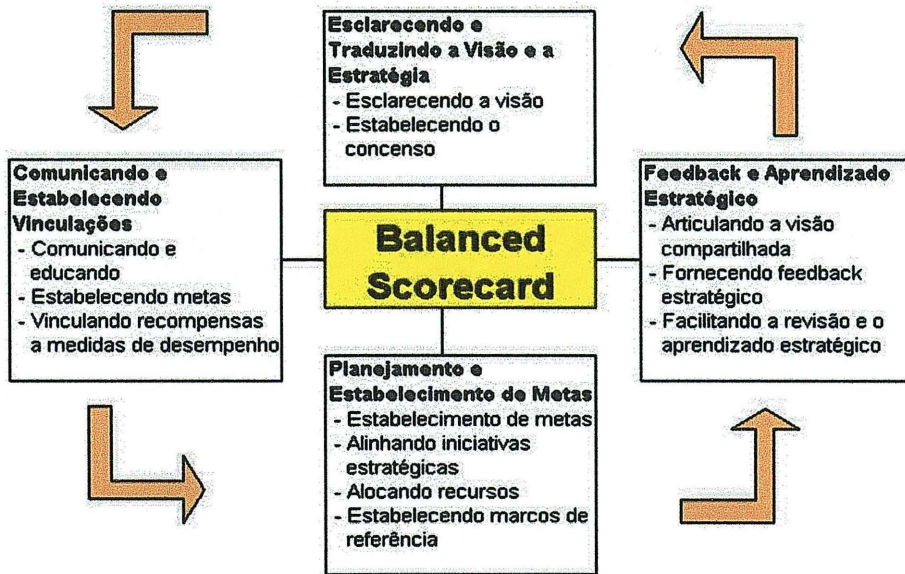 Esclarecendo e
Traduzindo a Visão e a
Estratégia
- Esclarecendo a visão
- Estabelecendo o
concenso
Comunicando e
Estabelecendo
Vinculações
- Comunicando e
educando
- Estabelecendo metas
- Vinculando recompensas
a medidas de desempenho
Balanced
Scorecard
Feedback e Aprendizado
Estratégico
- Articulando a visão
compartilhada
- Fornecendo feedback
estratégico
- Facilitando a revisão e o
aprendizado estratégico
Planejamento e
Estabelecimento de Metas
- Estabelecimento de metas
- Alinhando iniciativas
estratégicas
- Alocando recursos
- Estabelecendo marcos de
referência